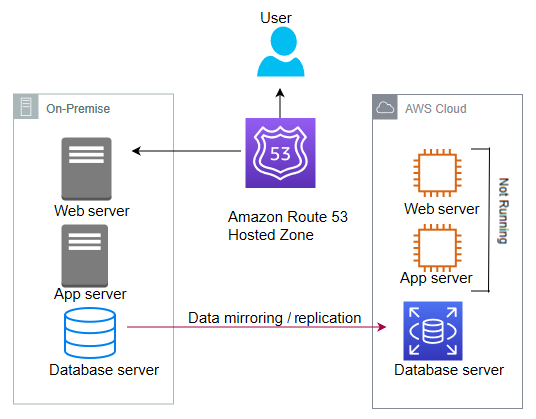 User
On-Premise
AWS Cloud
53
Web server
Amazon Route 53
Hosted Zone
Web server
Not Running
App server
App server
Data mirroring / replication
Database server
Database server